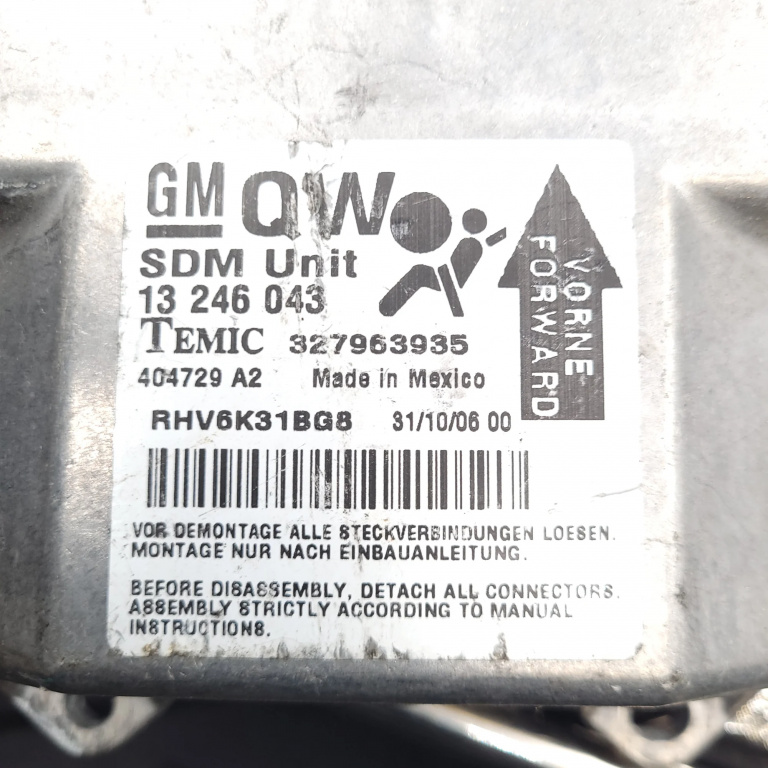 GM QW
SDM Unit
13 246 043
TEMIC 327963935
404729 A2 Made in Mexico
RHV6K31BG8 31/10/06 00
VORNE
FORWARD
VOR DEMONTAGE ALLE STECKVERBINDUNGEN LOESEN.
MONTAGE NUR NACH EINBAUANLEITUNG.
BEFORE DISASSEMBLY, DETACH ALL CONNECTORS.
ASSEMBLY STRICTLY ACCORDING TO MANUAL
INSTRUCTIONS.